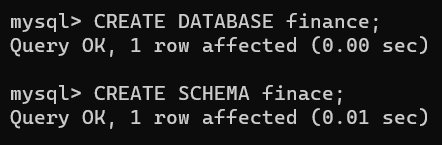 mysql> CREATE DATABASE finance;
Query OK, 1 row affected (0.00 sec)
mysql> CREATE SCHEMA finace;
Query OK, 1 row affected (0.01 sec)